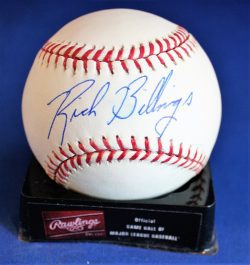 Rich Billings
Rawlings
Official
GAME BALL OF
MAJOR LEAGUE BASEBALL